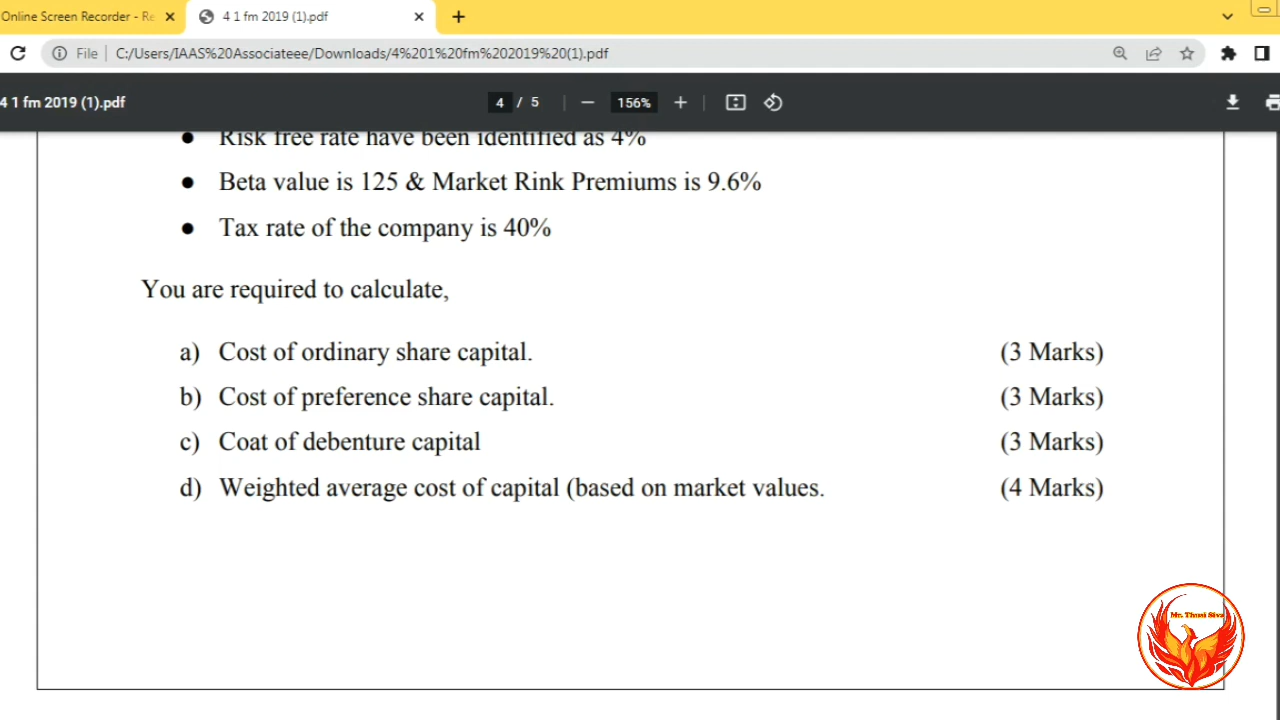 Online Screen Recorder - Re
4 1 fm 2019 (1).pdf
File
C:/Users/IAAS%20Associateee/Downloads/4%201%20fm%202019%20(1).pdf
4 1 fm 2019 (1).pdf
4 / 5
156%
● Risk free rate have been identified as 4%
● Beta value is 125 & Market Rink Premiums is 9.6%
● Tax rate of the company is 40%
You are required to calculate,
a) Cost of ordinary share capital. (3 Marks)
b) Cost of preference share capital. (3 Marks)
c) Coat of debenture capital (3 Marks)
d) Weighted average cost of capital (based on market values. (4 Marks)
Mr. Thusi Siva